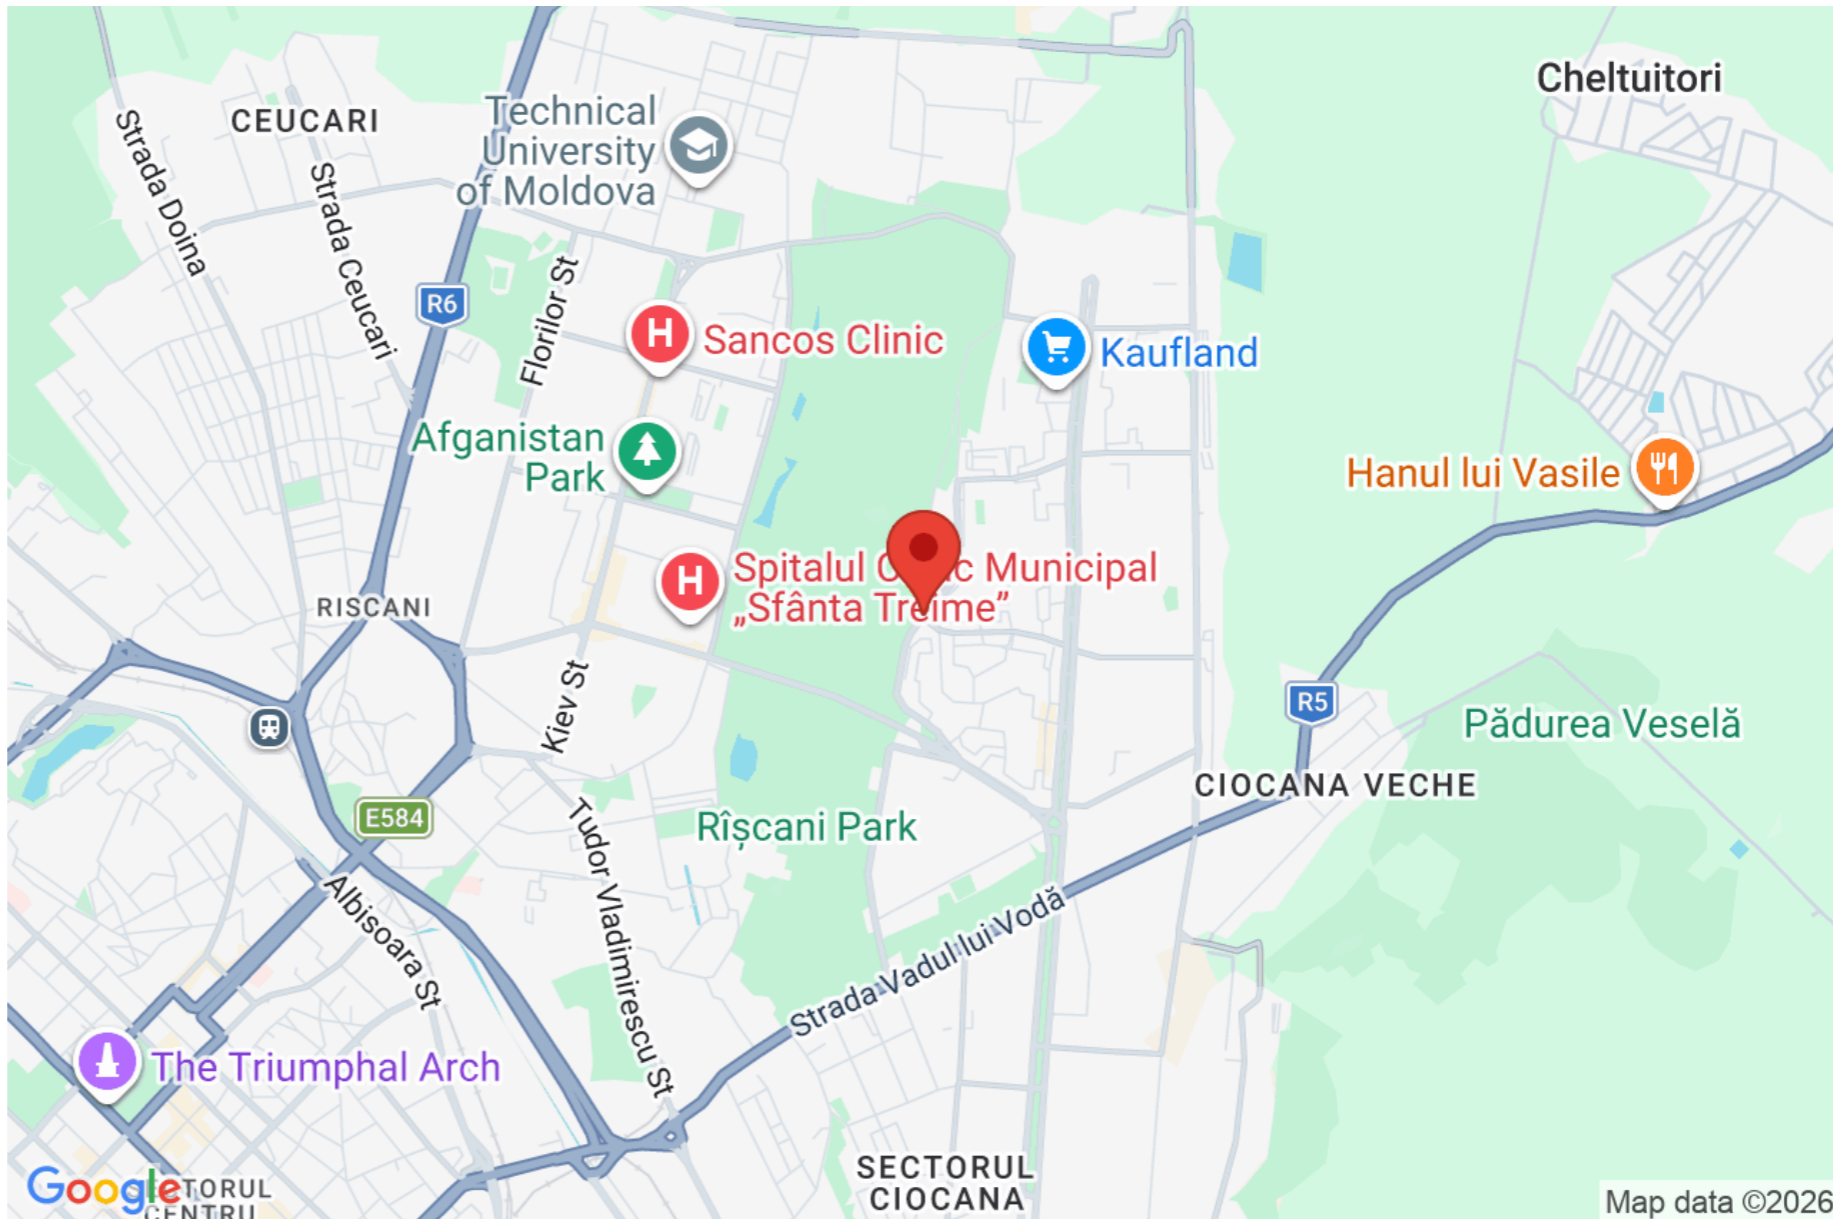 Cheltuitori
CEUCARI
Technical
University
of Moldova
Strada Doina
Strada Ceucari
Florilor St
R6
Sancos Clinic
Kaufland
Afganistan
Park
Hanul lui Vasile
Spitalul C c Municipal
„Sfânta Treime”
RISCANI
Kiev St
R5
Pădurea Veselă
CIOCANA VECHE
E584
Rîșcani Park
Tudor Vladimirescu St
Albisoara St
Strada Vadul lui Vodă
The Triumphal Arch
SECTORUL
CIOCANA
Google
TORUL
CENTRU
Map data ©2026